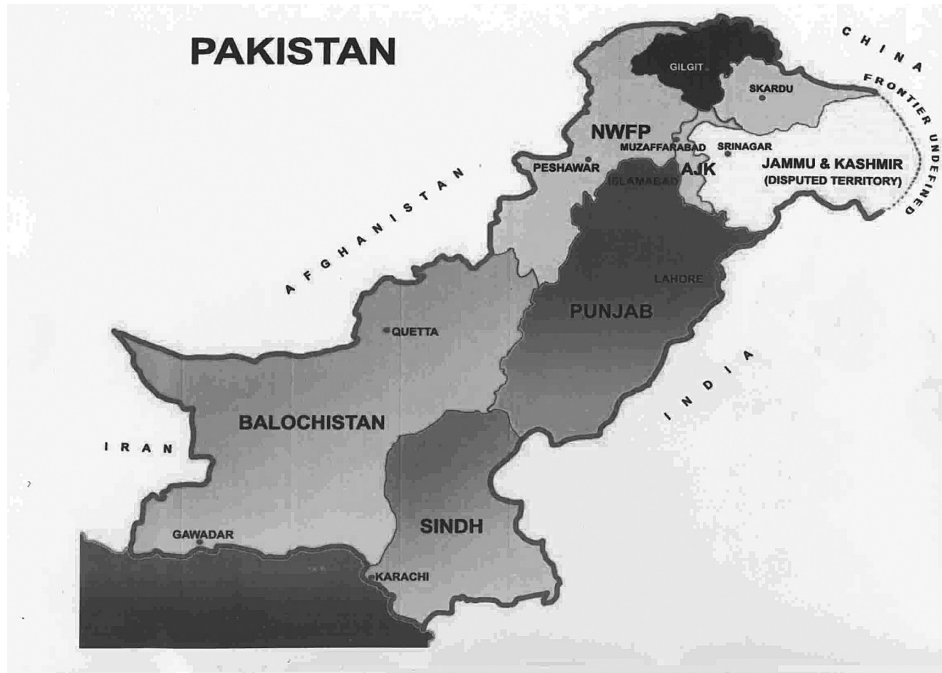 PAKISTAN
CHINA
FRONTIER UNDEFINED
GILGIT
SKARDU
NWFP
MUZAFFARABAD
SRINAGAR
PESHAWAR
ISLAMABAD
AJK
JAMMU & KASHMIR
(DISPUTED TERRITORY)
AFGHANISTAN
LAHORE
PUNJAB
QUETTA
INDIA
BALOCHISTAN
IRAN
SINDH
GAWADAR
KARACHI